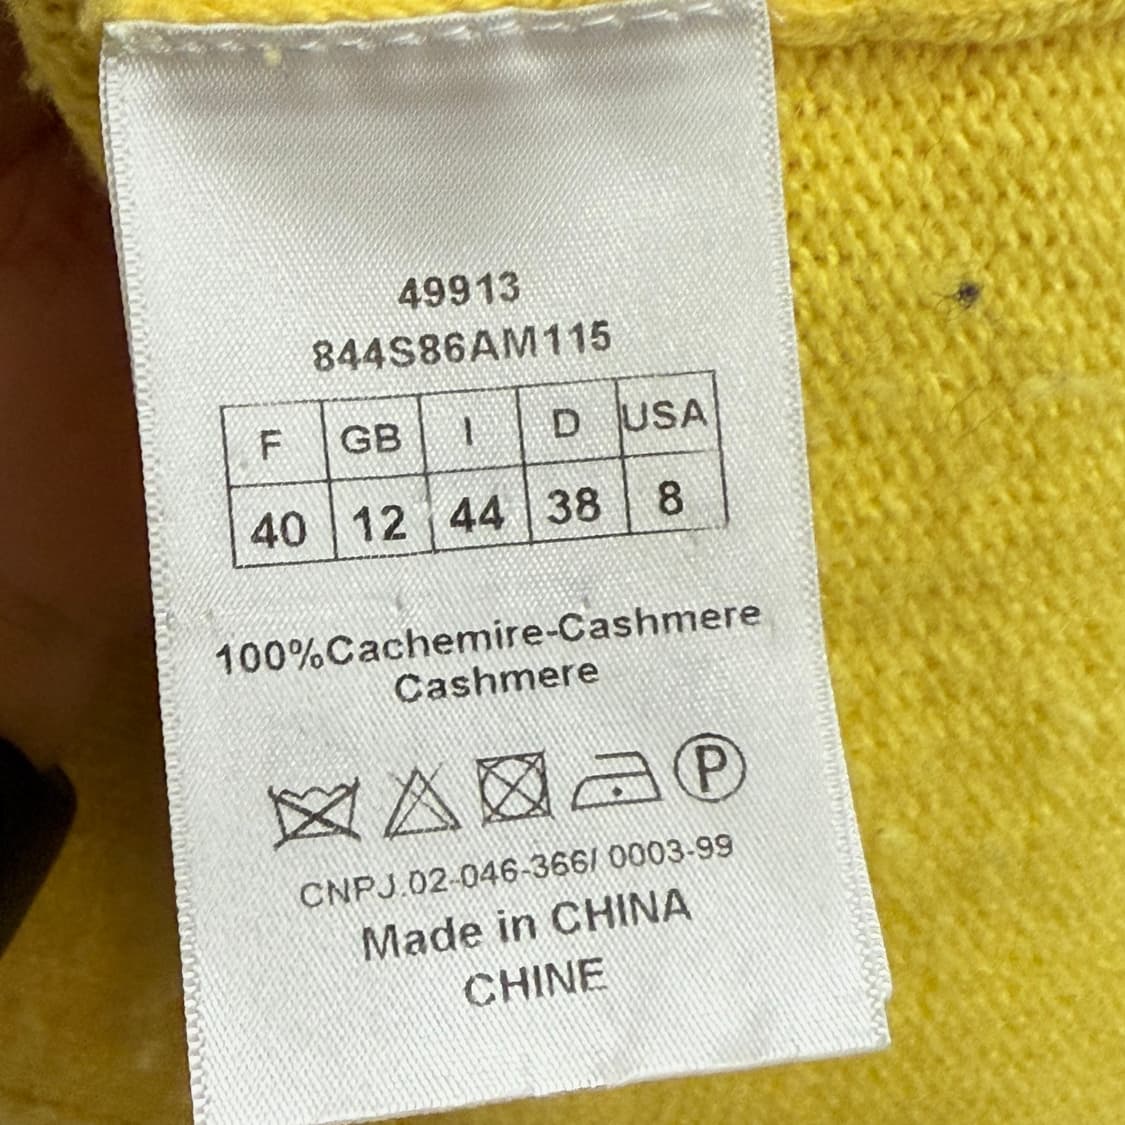 49913
844S86AM115
F GB I D USA
40 12 44 38 8
100%Cachemire-Cashmere
Cashmere
P
CNPJ.02-046-366/ 0003-99
Made in CHINA
CHINE